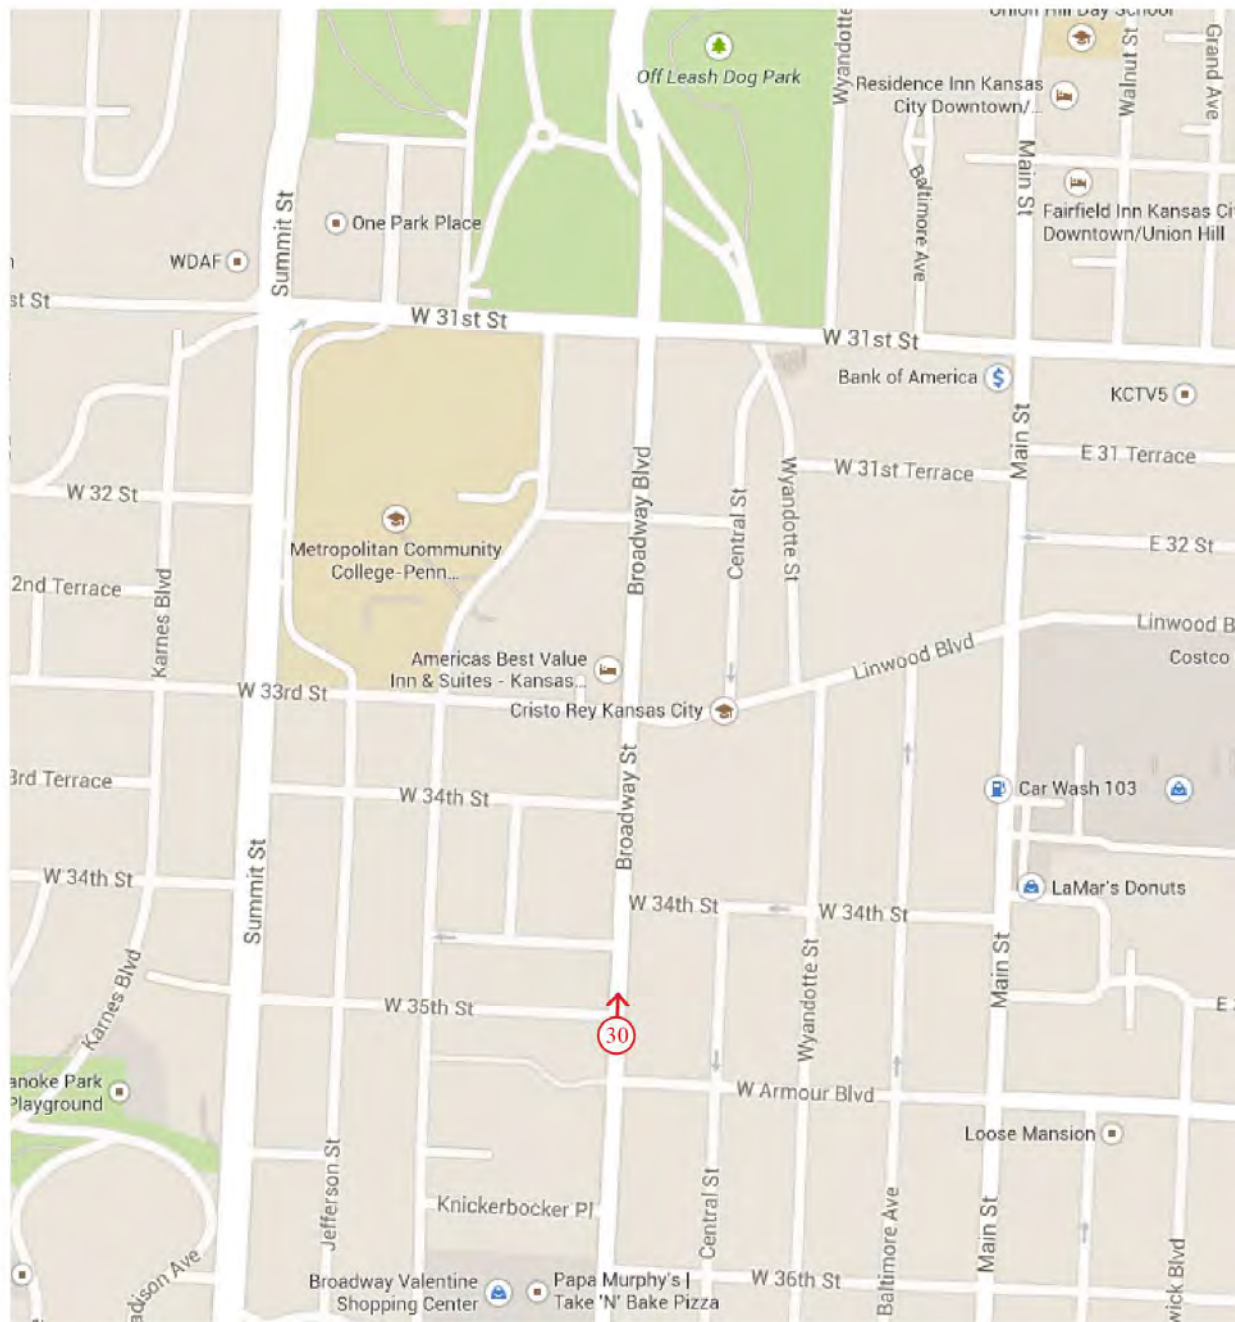 Union Hill Day School
Off Leash Dog Park
Wyandotte
Residence Inn Kansas
City Downtown/...
Walnut St
Grand Ave
Main St
Baltimore Ave
Fairfield Inn Kansas Cit
Downtown/Union Hill
One Park Place
Summit St
WDAF
st St
W 31st St
W 31st St
Bank of America
KCTV5
Main St
E 31 Terrace
W 31st Terrace
W 32 St
Broadway Blvd
Central St
Wyandotte St
Metropolitan Community
College-Penn...
E 32 St
2nd Terrace
Karnes Blvd
Linwood B
Linwood Blvd
Costco
Americas Best Value
Inn & Suites - Kansas...
W 33rd St
Cristo Rey Kansas City
3rd Terrace
Broadway St
W 34th St
Car Wash 103
W 34th St
Summit St
LaMar's Donuts
W 34th St
W 34th St
Karnes Blvd
Wyandotte St
Main St
W 35th St
30
E
anoke Park
Playground
W Armour Blvd
Loose Mansion
Jefferson St
Central St
Baltimore Ave
Main St
Knickerbocker Pl
W 36th St
Broadway Valentine
Shopping Center
Papa Murphy's |
Take 'N' Bake Pizza
adison Ave
wick Blvd